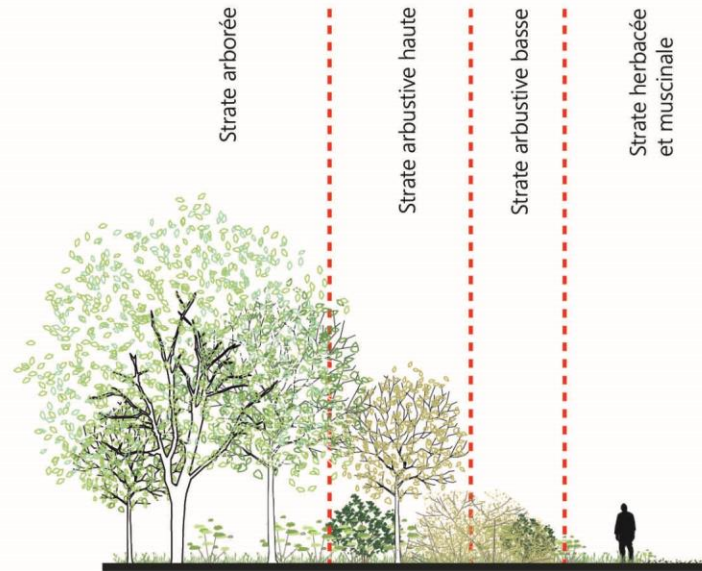 Strate arborée
Strate arbustive haute
Strate arbustive basse
Strate herbacée
et muscinale